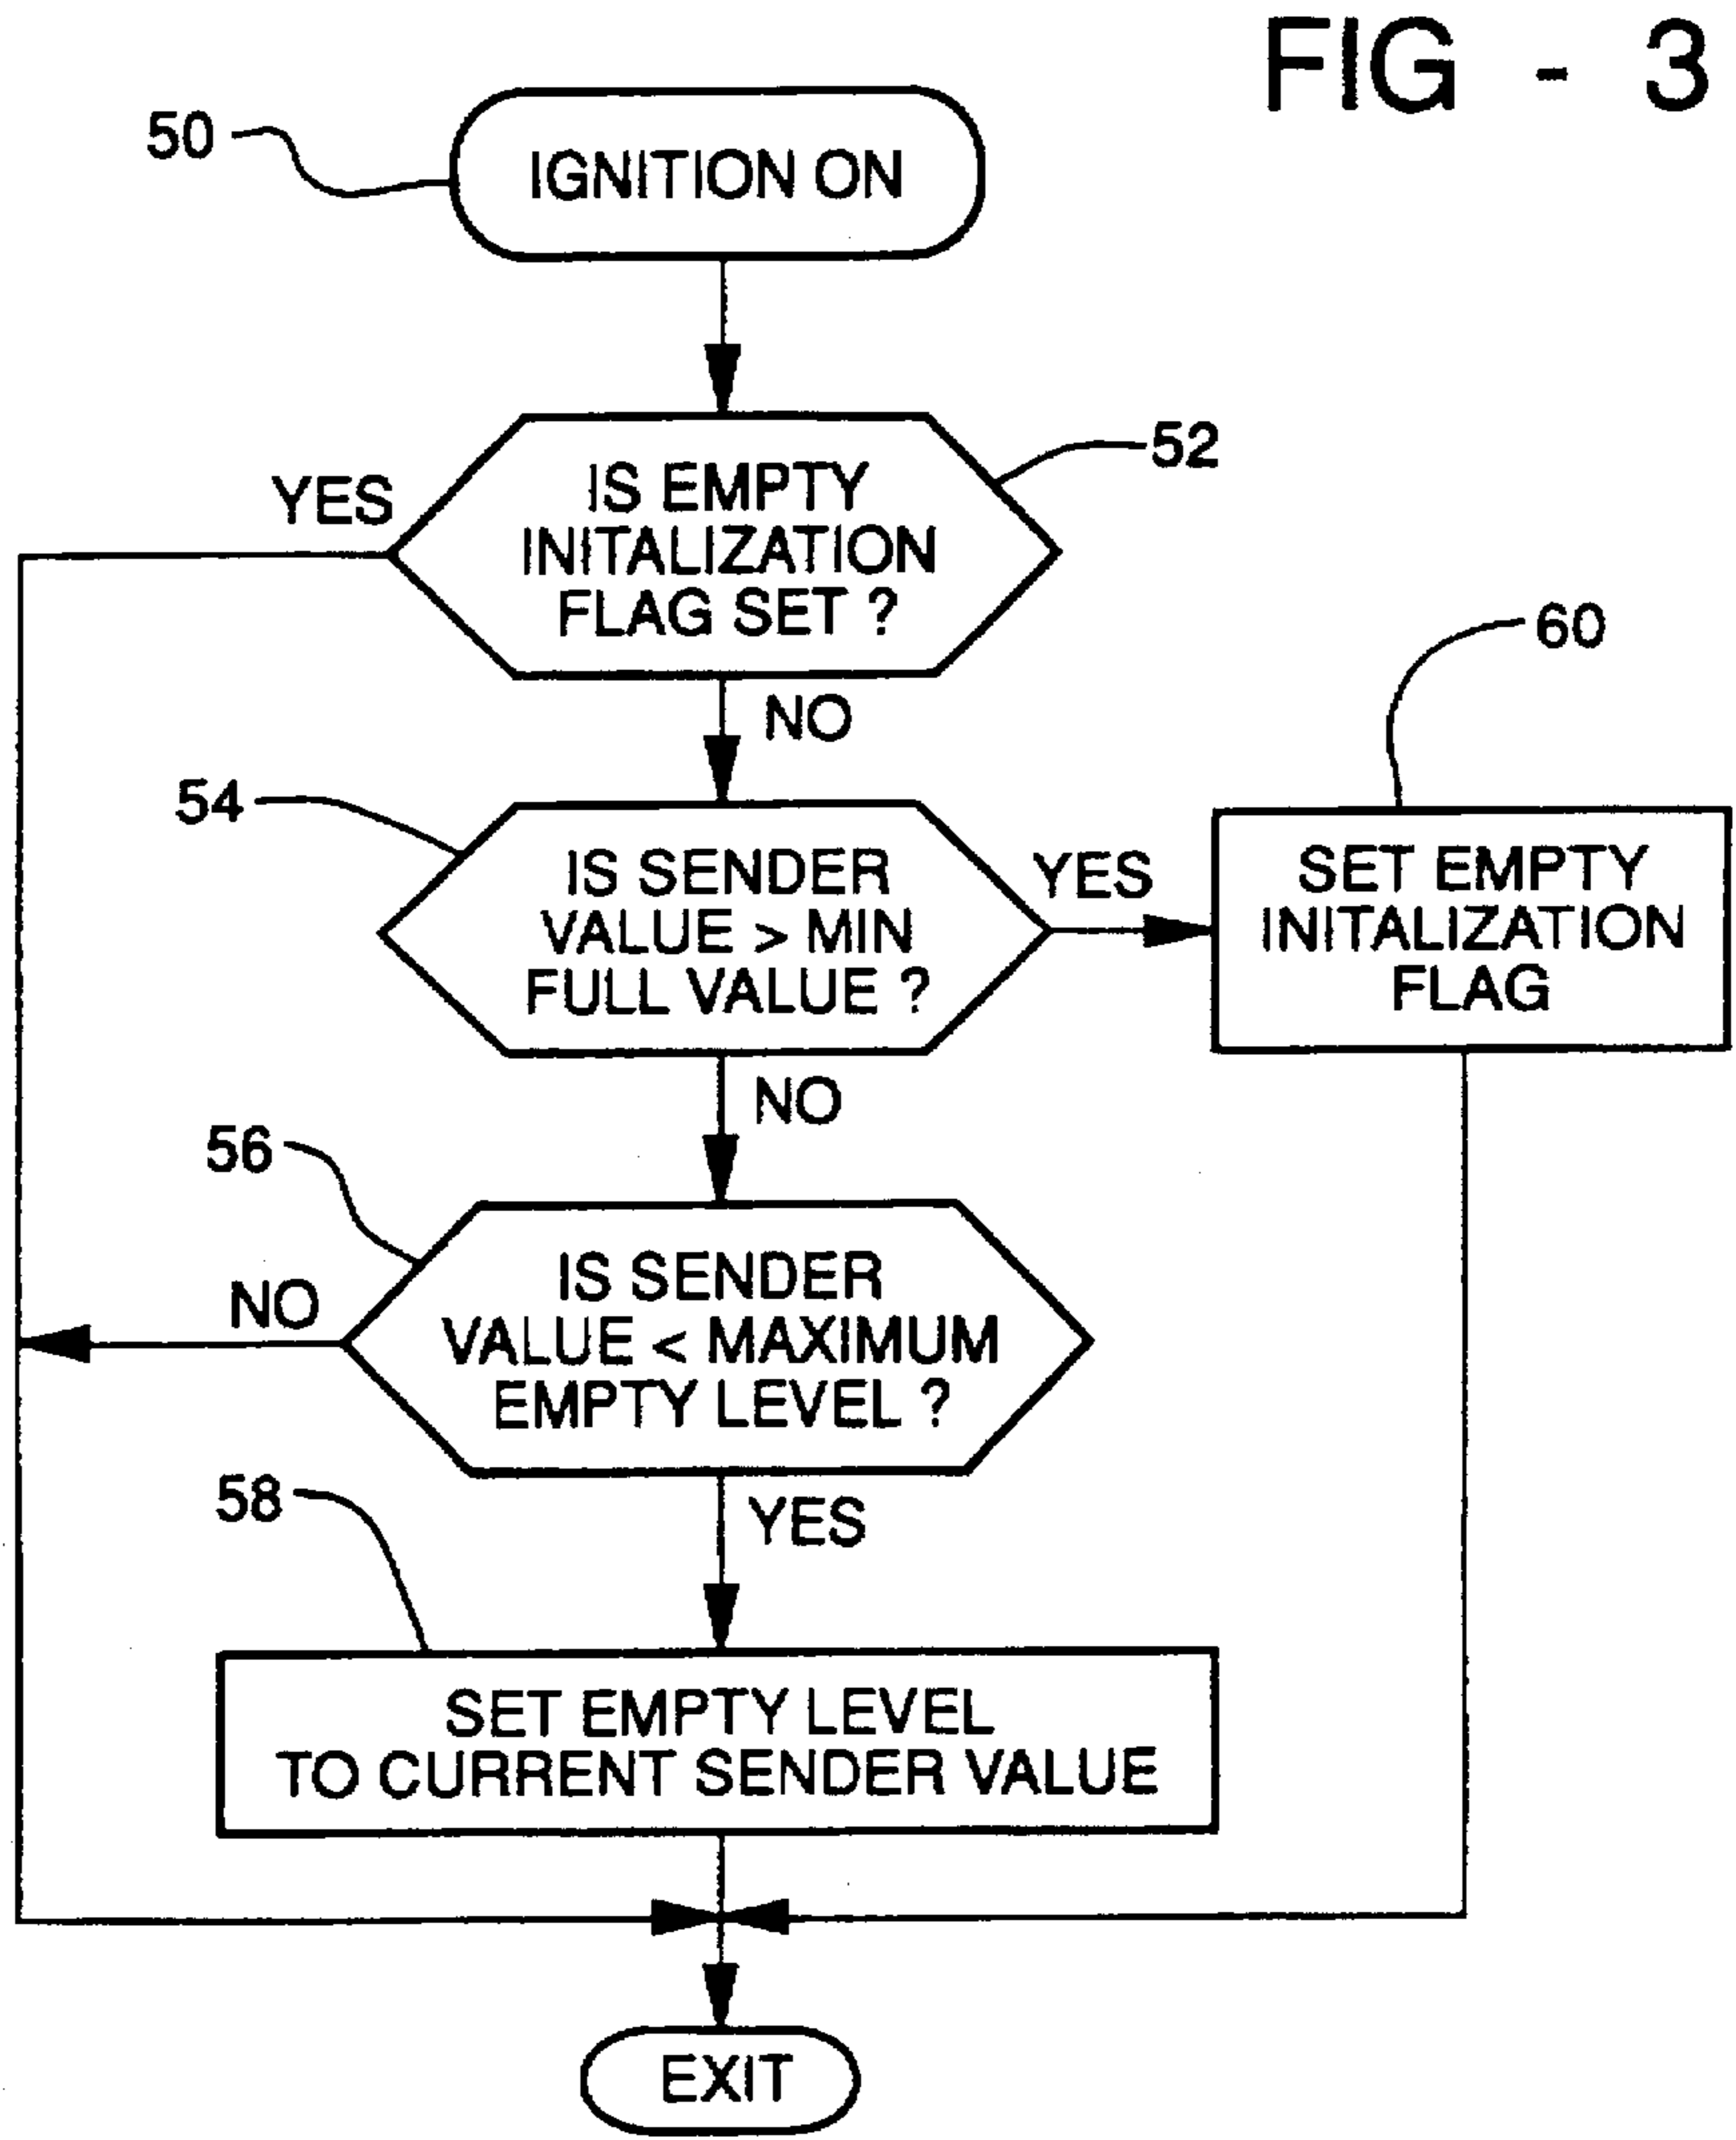 FIG - 3
50
IGNITION ON
52
YES
IS EMPTY
INITALIZATION
FLAG SET ?
60
NO
54
IS SENDER
VALUE > MIN
FULL VALUE ?
YES
SET EMPTY
INITALIZATION
FLAG
NO
56
NO
IS SENDER
VALUE < MAXIMUM
EMPTY LEVEL ?
58
YES
SET EMPTY LEVEL
TO CURRENT SENDER VALUE
EXIT